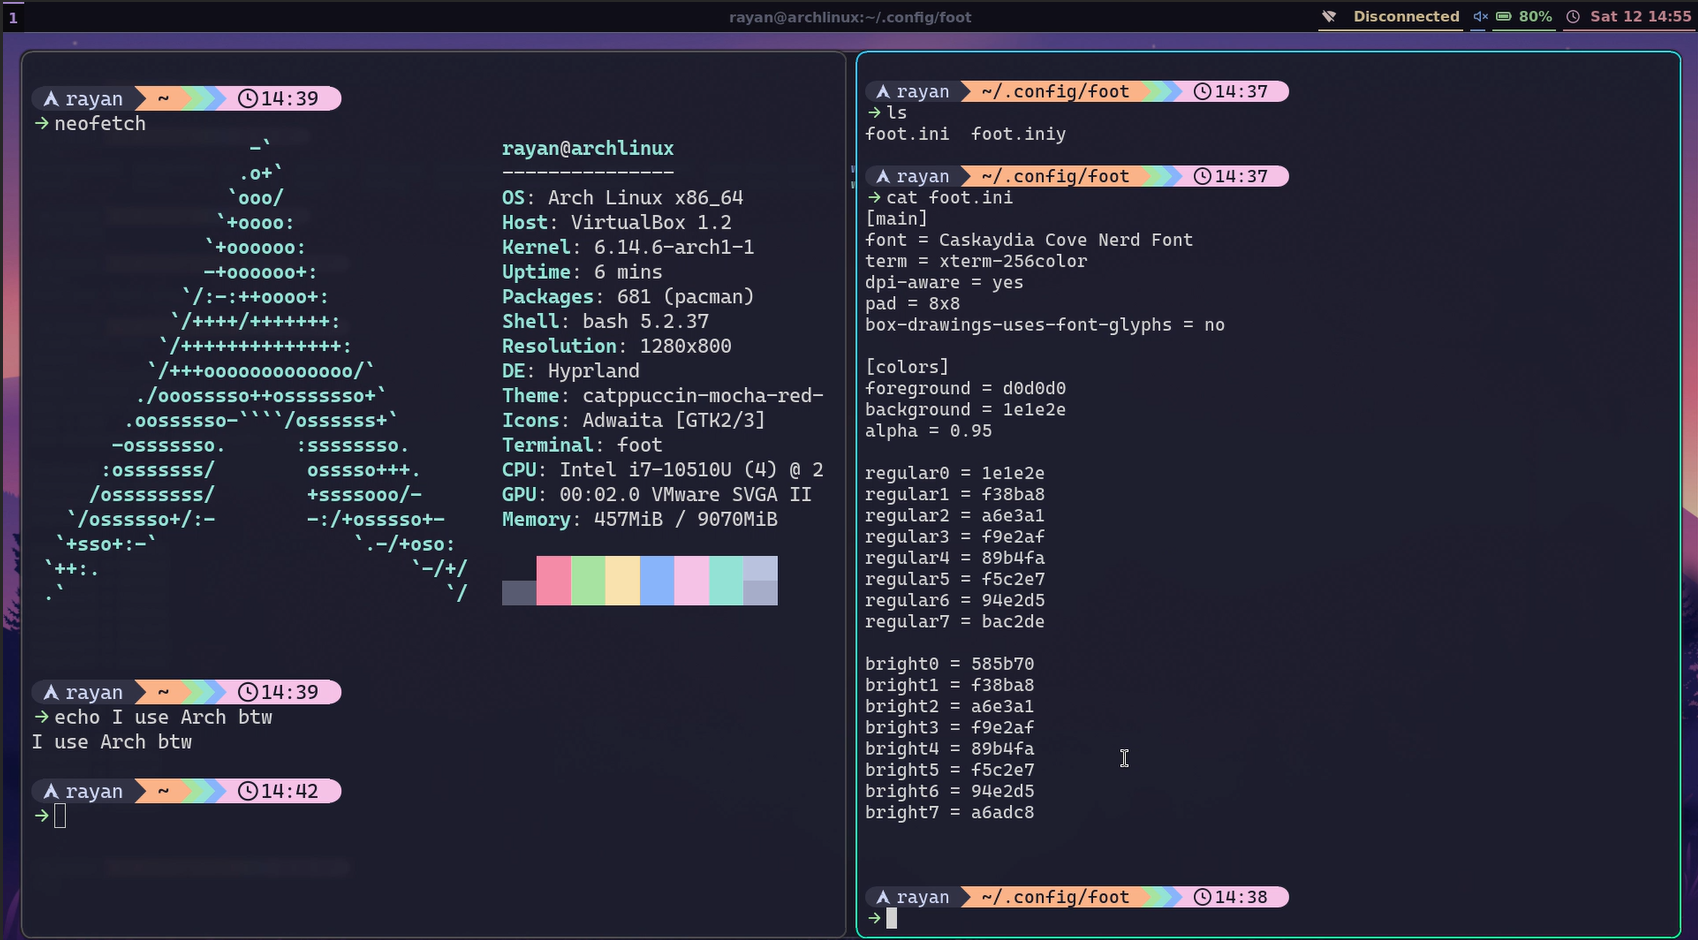 1
rayan@archlinux:~/.config/foot
Disconnected 80% Sat 12 14:55
rayan ~ 14:39
→ neofetch
-`
.o+`
`ooo/
`+oooo:
`+oooooo:
-+oooooo+:
`/:-:++oooo+:
`/++++/+++++++:
`/++++++++++++++:
`/+++ooooooooooooo/`
./ooosssso++osssssso+`
.oossssso-````/ossssss+`
-osssssso. :ssssssso.
:osssssss/ osssso+++.
/ossssssss/ +ssssooo/-
`/ossssso+/:- -:/+osssso+-
`+sso+:-` `.-/+oso:
`++:. `-/+/
.` `/
rayan@archlinux
---------------
OS: Arch Linux x86_64
Host: VirtualBox 1.2
Kernel: 6.14.6-arch1-1
Uptime: 6 mins
Packages: 681 (pacman)
Shell: bash 5.2.37
Resolution: 1280x800
DE: Hyprland
Theme: catppuccin-mocha-red-
Icons: Adwaita [GTK2/3]
Terminal: foot
CPU: Intel i7-10510U (4) @ 2
GPU: 00:02.0 VMware SVGA II
Memory: 457MiB / 9070MiB
rayan ~ 14:39
→ echo I use Arch btw
I use Arch btw
rayan ~ 14:42
→
rayan ~/.config/foot 14:37
→ ls
foot.ini foot.iniy
rayan ~/.config/foot 14:37
→ cat foot.ini
[main]
font = Caskaydia Cove Nerd Font
term = xterm-256color
dpi-aware = yes
pad = 8x8
box-drawings-uses-font-glyphs = no
[colors]
foreground = d0d0d0
background = 1e1e2e
alpha = 0.95
regular0 = 1e1e2e
regular1 = f38ba8
regular2 = a6e3a1
regular3 = f9e2af
regular4 = 89b4fa
regular5 = f5c2e7
regular6 = 94e2d5
regular7 = bac2de
bright0 = 585b70
bright1 = f38ba8
bright2 = a6e3a1
bright3 = f9e2af
bright4 = 89b4fa
bright5 = f5c2e7
bright6 = 94e2d5
bright7 = a6adc8
rayan ~/.config/foot 14:38
→